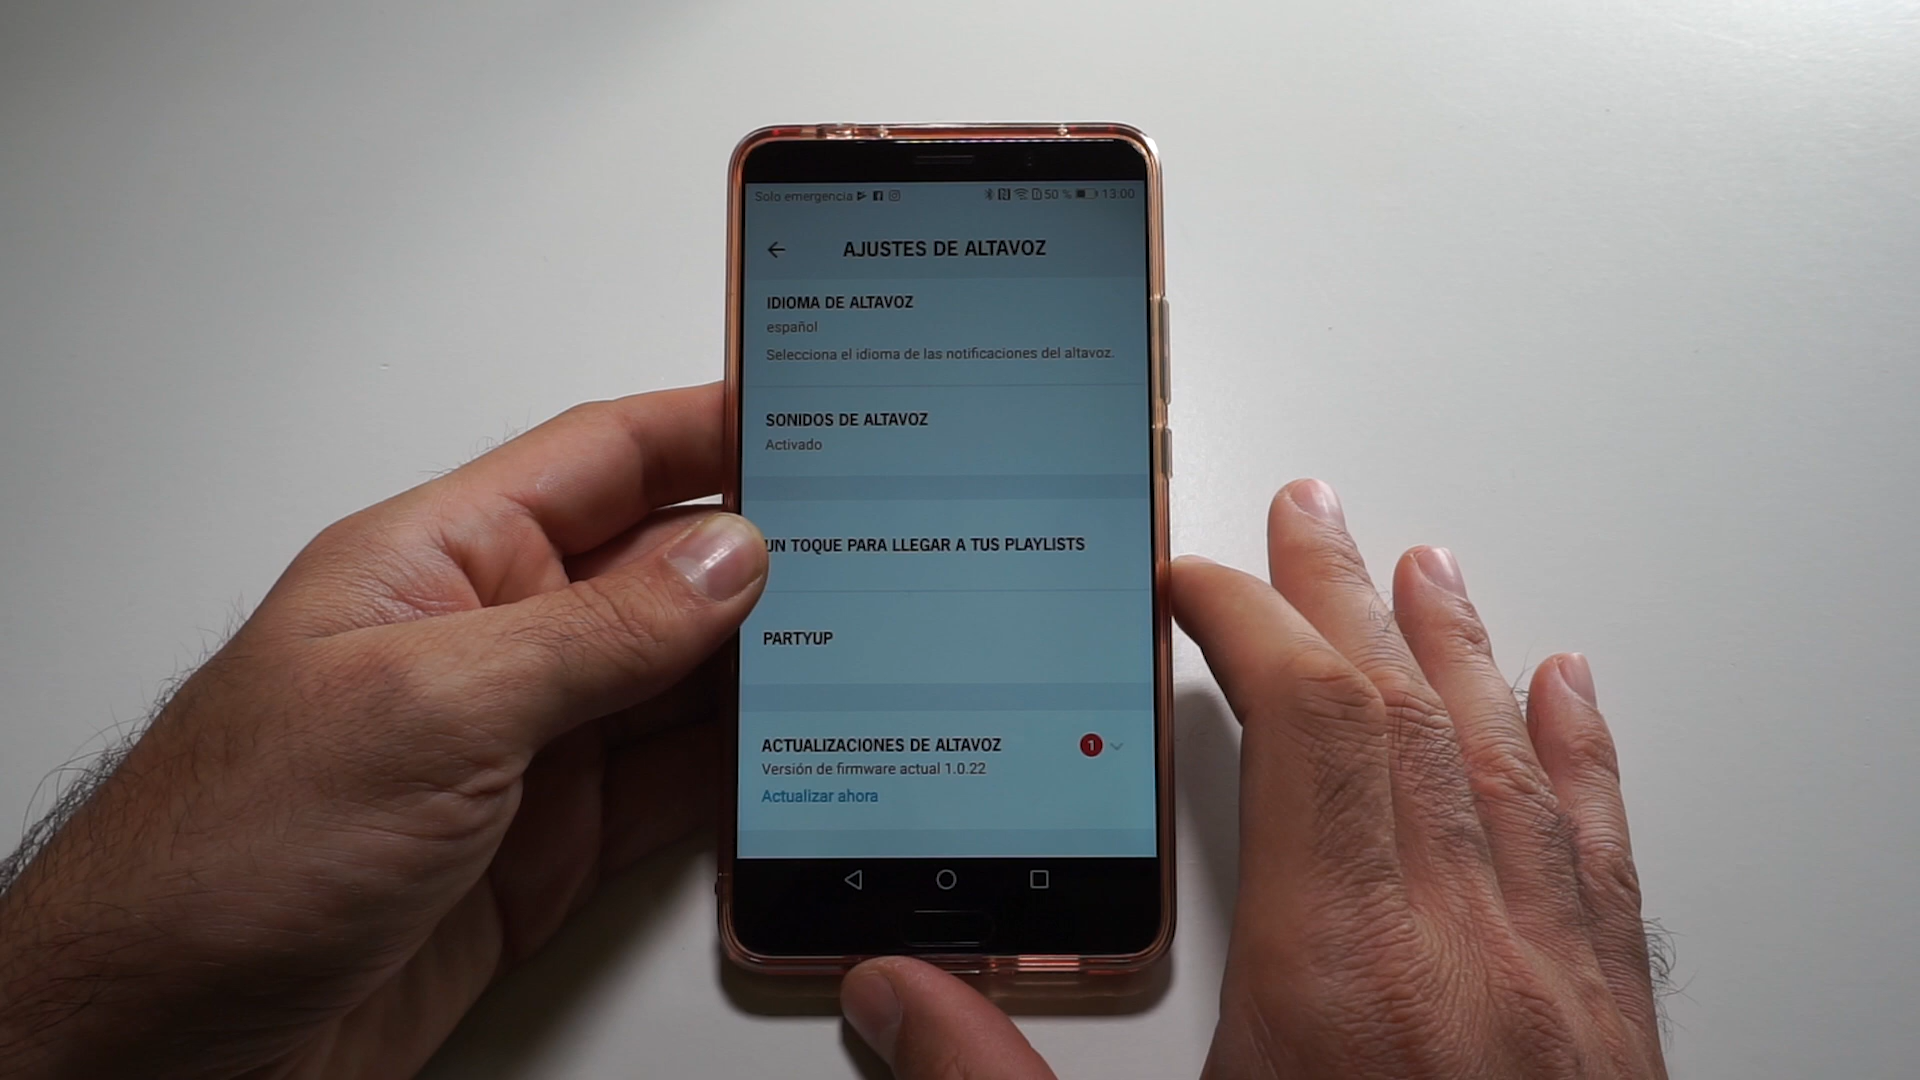 Solo emergencia
50 % 13:00
AJUSTES DE ALTAVOZ
IDIOMA DE ALTAVOZ
español
Selecciona el idioma de las notificaciones del altavoz.
SONIDOS DE ALTAVOZ
Activado
UN TOQUE PARA LLEGAR A TUS PLAYLISTS
PARTYUP
ACTUALIZACIONES DE ALTAVOZ
1
Versión de firmware actual 1.0.22
Actualizar ahora